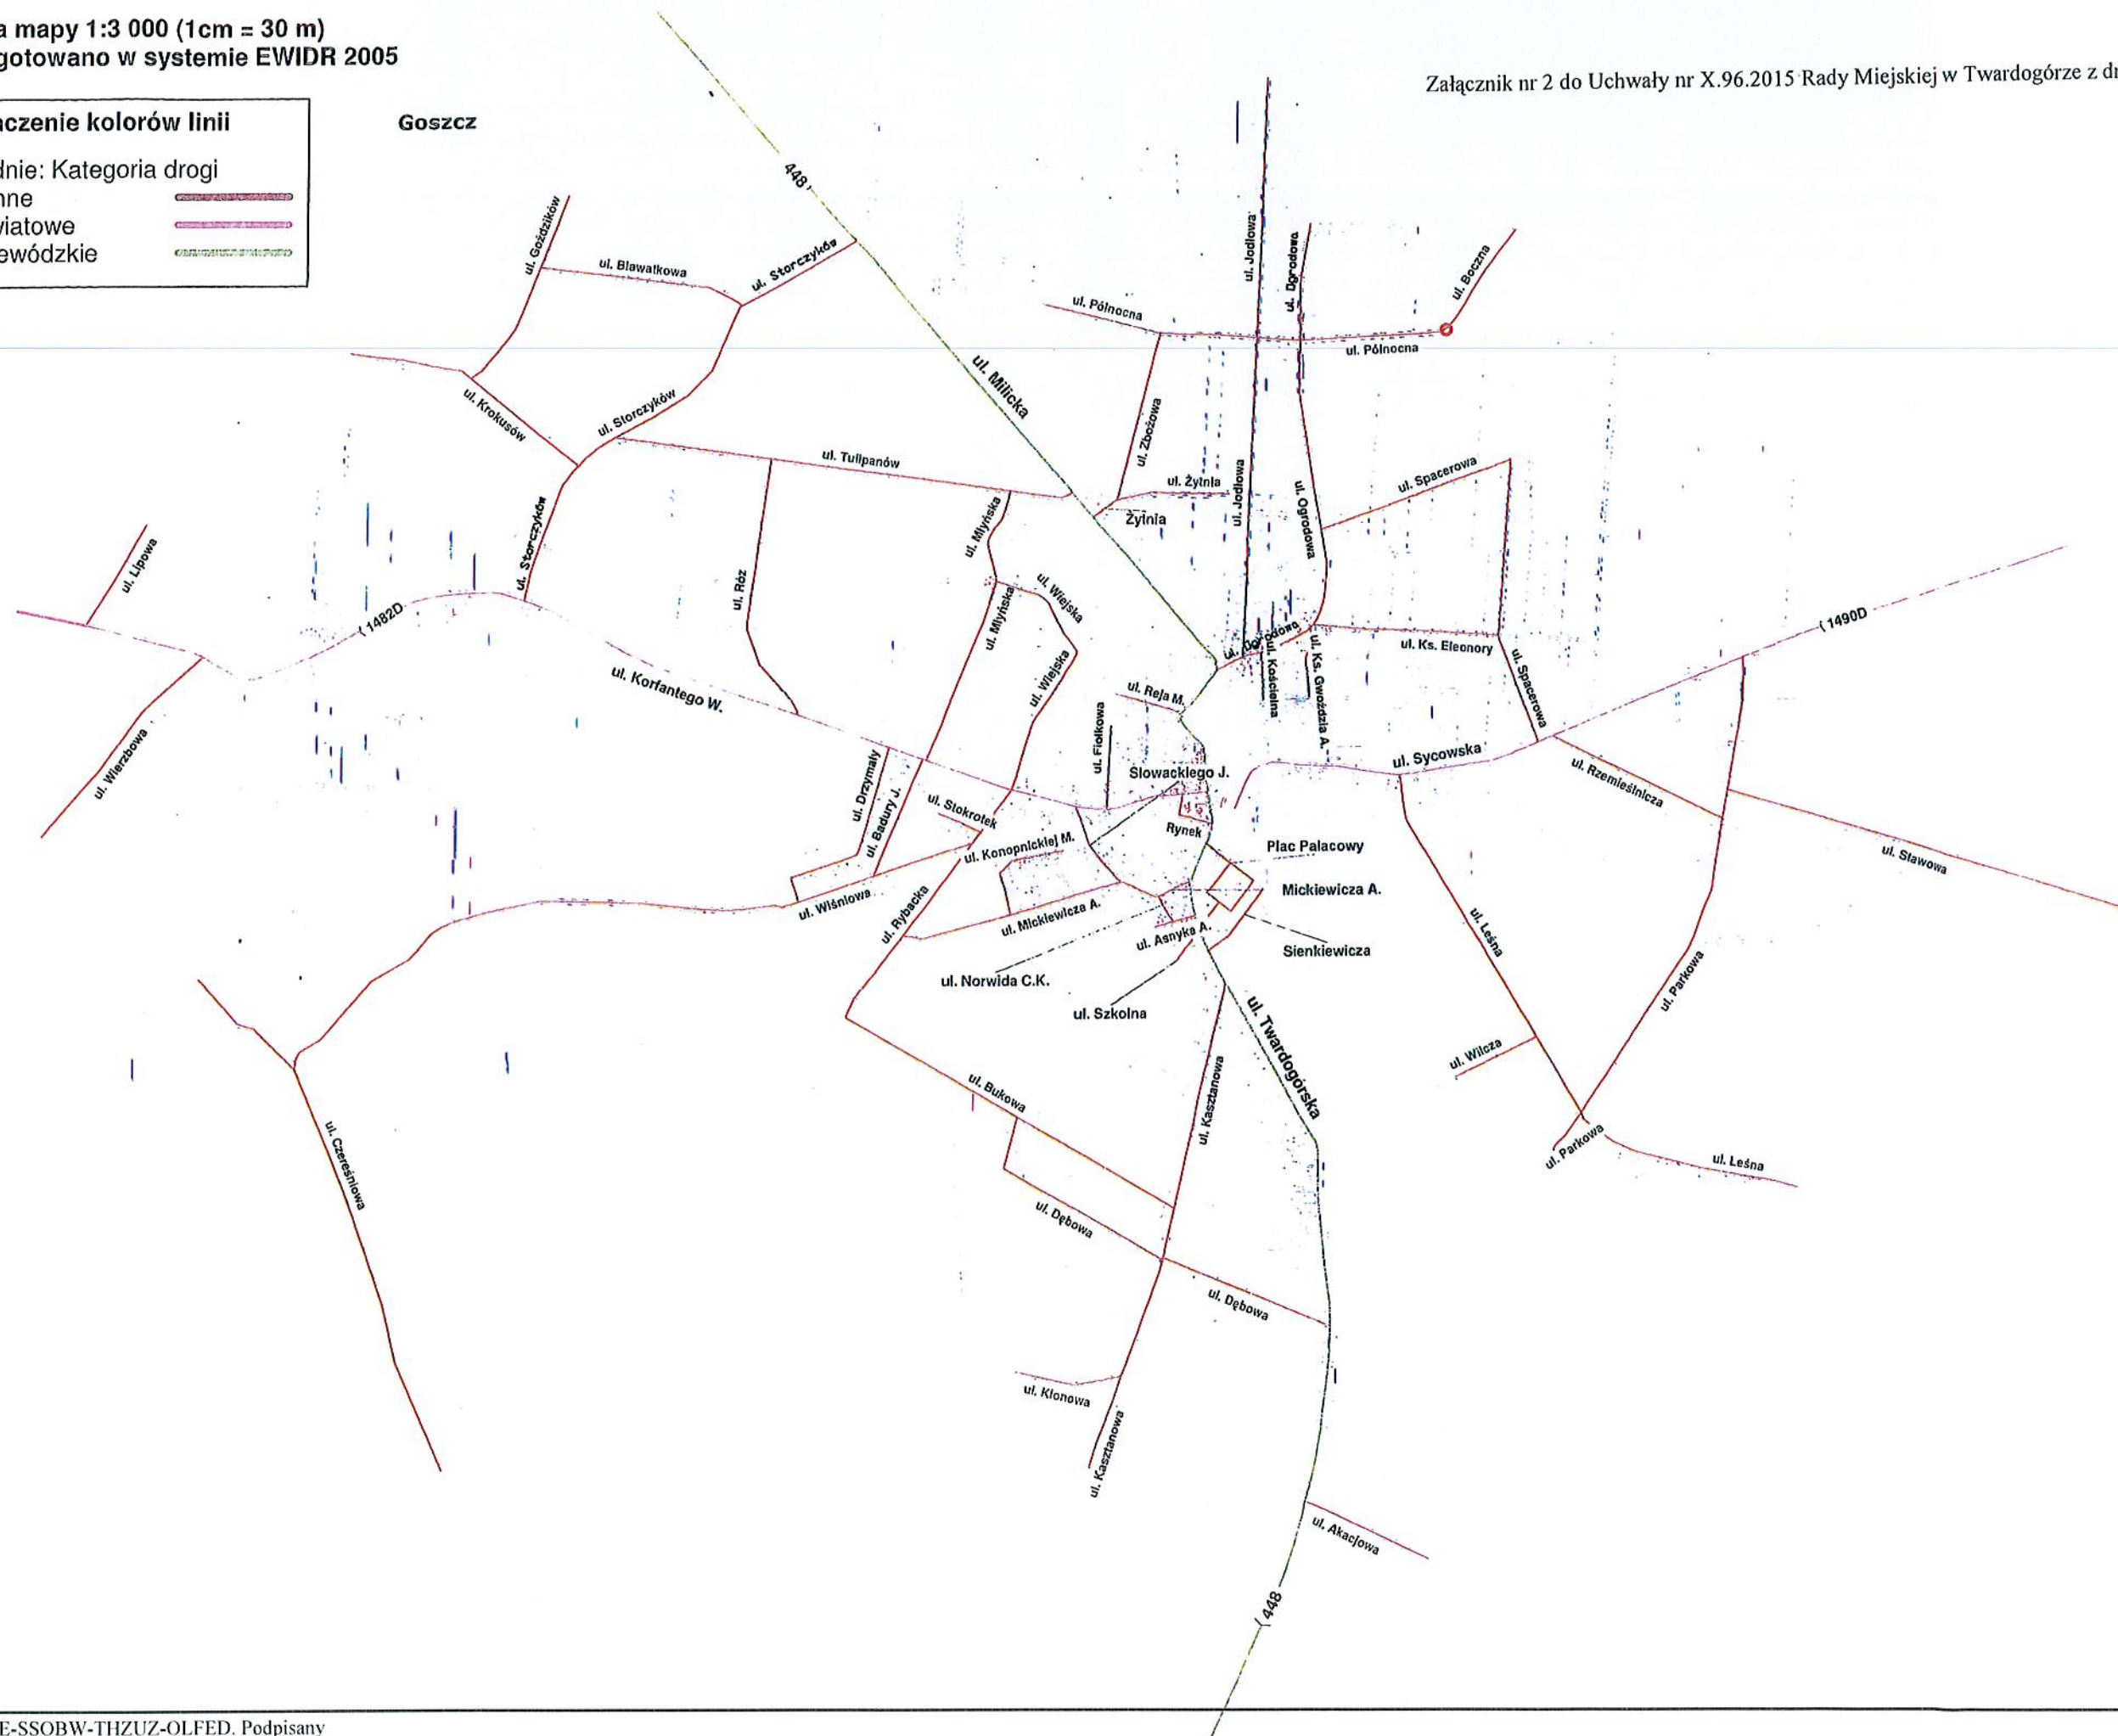 a mapy 1:3 000 (1cm = 30 m)
gotowano w systemie EWIDR 2005
Załącznik nr 2 do Uchwały nr X.96.2015 Rady Miejskiej w Twardogórze z dr
aczenie kolorów linii
Goszcz
dnie: Kategoria drogi
nne
wiatowe
ewódzkie
448
ul. Goździków
ul. Bławatkowa
ul. Storczyków
ul. Jodłowa
ul. Ogrodowa
ul. Boczna
ul. Północna
ul. Północna
ul. Milicka
ul. Krokusów
ul. Storczyków
ul. Zbożowa
ul. Tulipanów
ul. Żytnia
Żytnia
ul. Jodłowa
ul. Ogrodowa
ul. Spacerowa
ul. Młyńska
ul. Storczyków
ul. Lipowa
ul. Róż
ul. Wiejska
1482D
ul. Młyńska
ul. Ogrodowa
1490D
ul. Ks. Eleonory
ul. Kościelna
ul. Ks. Gwoździa A.
ul. Spacerowa
ul. Korfantego W.
ul. Wiejska
ul. Reja M.
ul. Fiołkowa
ul. Wierzbowa
ul. Sycowska
Słowackiego J.
ul. Rzemieślnicza
ul. Drzymały
ul. Badury J.
ul. Stokrotek
45
Rynek
ul. Konopnickiej M.
Plac Pałacowy
ul. Stawowa
Mickiewicza A.
ul. Wiśniowa
ul. Rybacka
ul. Mickiewicza A.
ul. Asnyka A.
ul. Leśna
Sienkiewicza
ul. Norwida C.K.
ul. Parkowa
ul. Szkolna
ul. Twardogórska
ul. Wilcza
ul. Bukowa
ul. Kasztanowa
ul. Czereśniowa
ul. Parkowa
ul. Leśna
ul. Dębowa
ul. Dębowa
ul. Klonowa
ul. Kasztanowa
ul. Akacjowa
448
E-SSOBW-THZUZ-OLFED. Podpisany